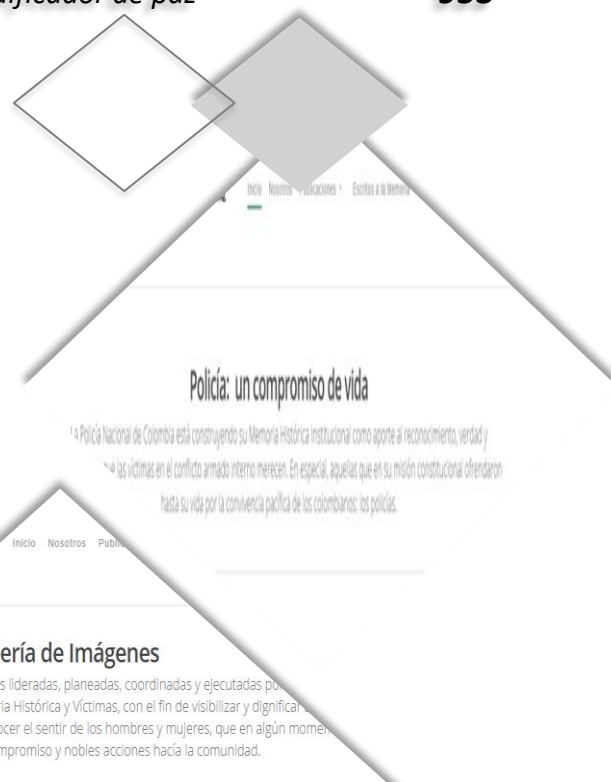 dificador de paz
Inicio Nosotros Publicaciones Escritos a la Memoria
Policía: un compromiso de vida
La Policía Nacional de Colombia está construyendo su Memoria Histórica Institucional como aporte al reconocimiento, verdad y
que las víctimas en el conflicto armado interno merecen. En especial, aquellas que en su misión constitucional ofrendaron
hasta su vida por la convivencia pacífica de los colombianos: los policías.
Inicio Nosotros Public
ería de Imágenes
s lideradas, planeadas, coordinadas y ejecutadas po
ria Histórica y Víctimas, con el fin de visibilizar y dignificar
ocer el sentir de los hombres y mujeres, que en algún momen
mpromiso y nobles acciones hacía la comunidad.